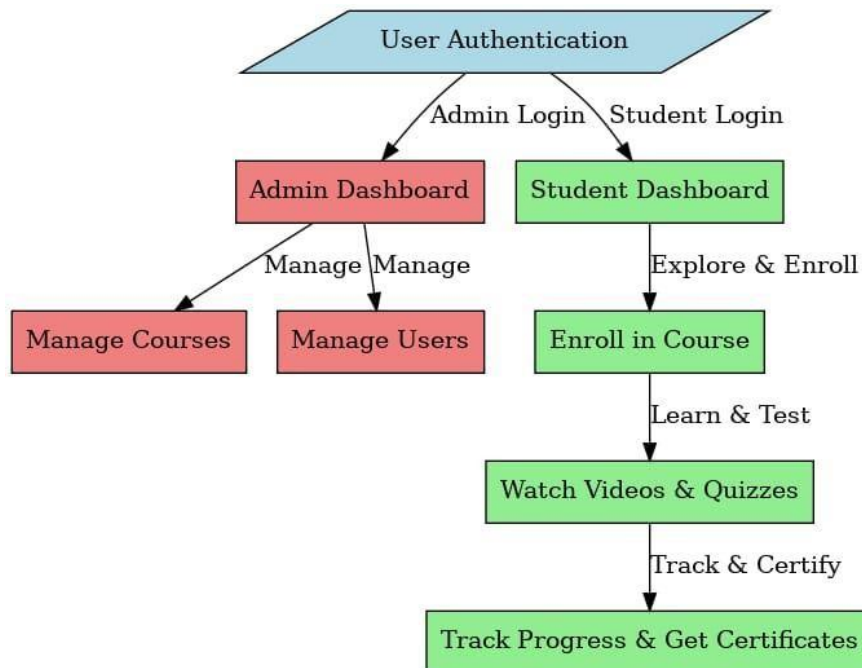 User Authentication
Admin Login
Student Login
Admin Dashboard
Student Dashboard
Manage
Manage
Explore & Enroll
Manage Courses
Manage Users
Enroll in Course
Learn & Test
Watch Videos & Quizzes
Track & Certify
Track Progress & Get Certificates